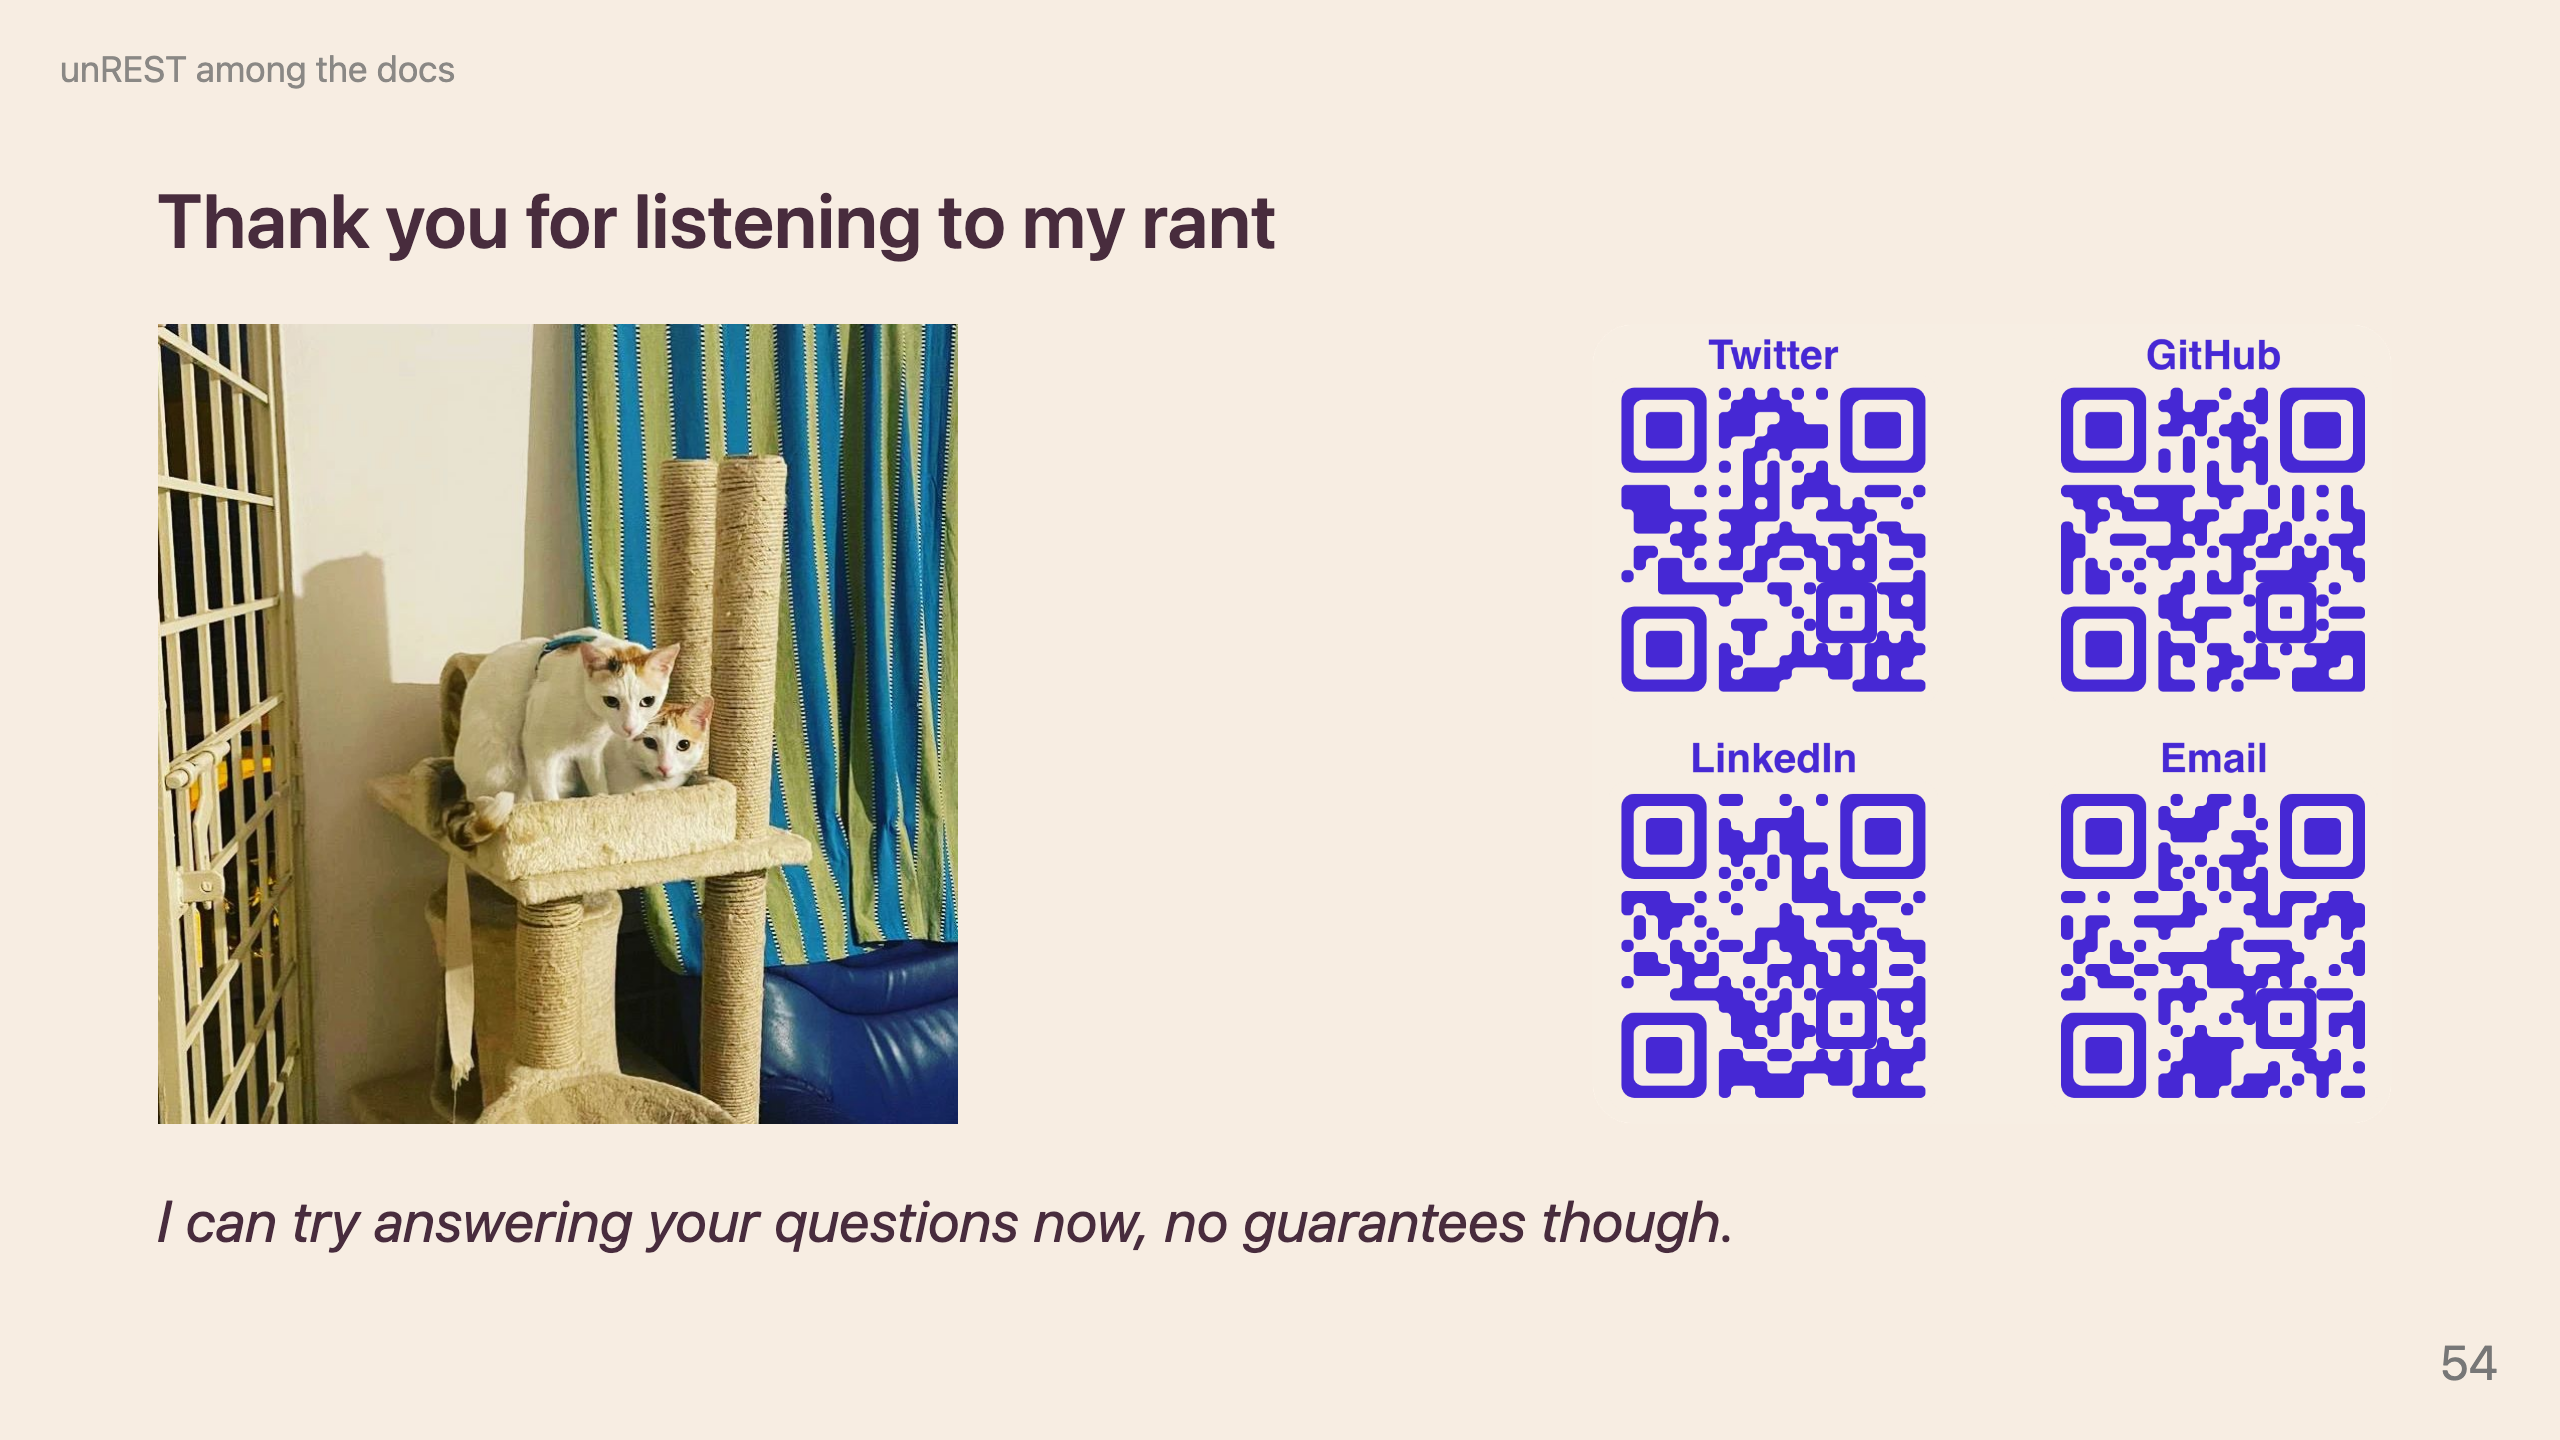 unREST among the docs
Thank you for listening to my rant
Twitter
GitHub
LinkedIn
Email
I can try answering your questions now, no guarantees though.
54